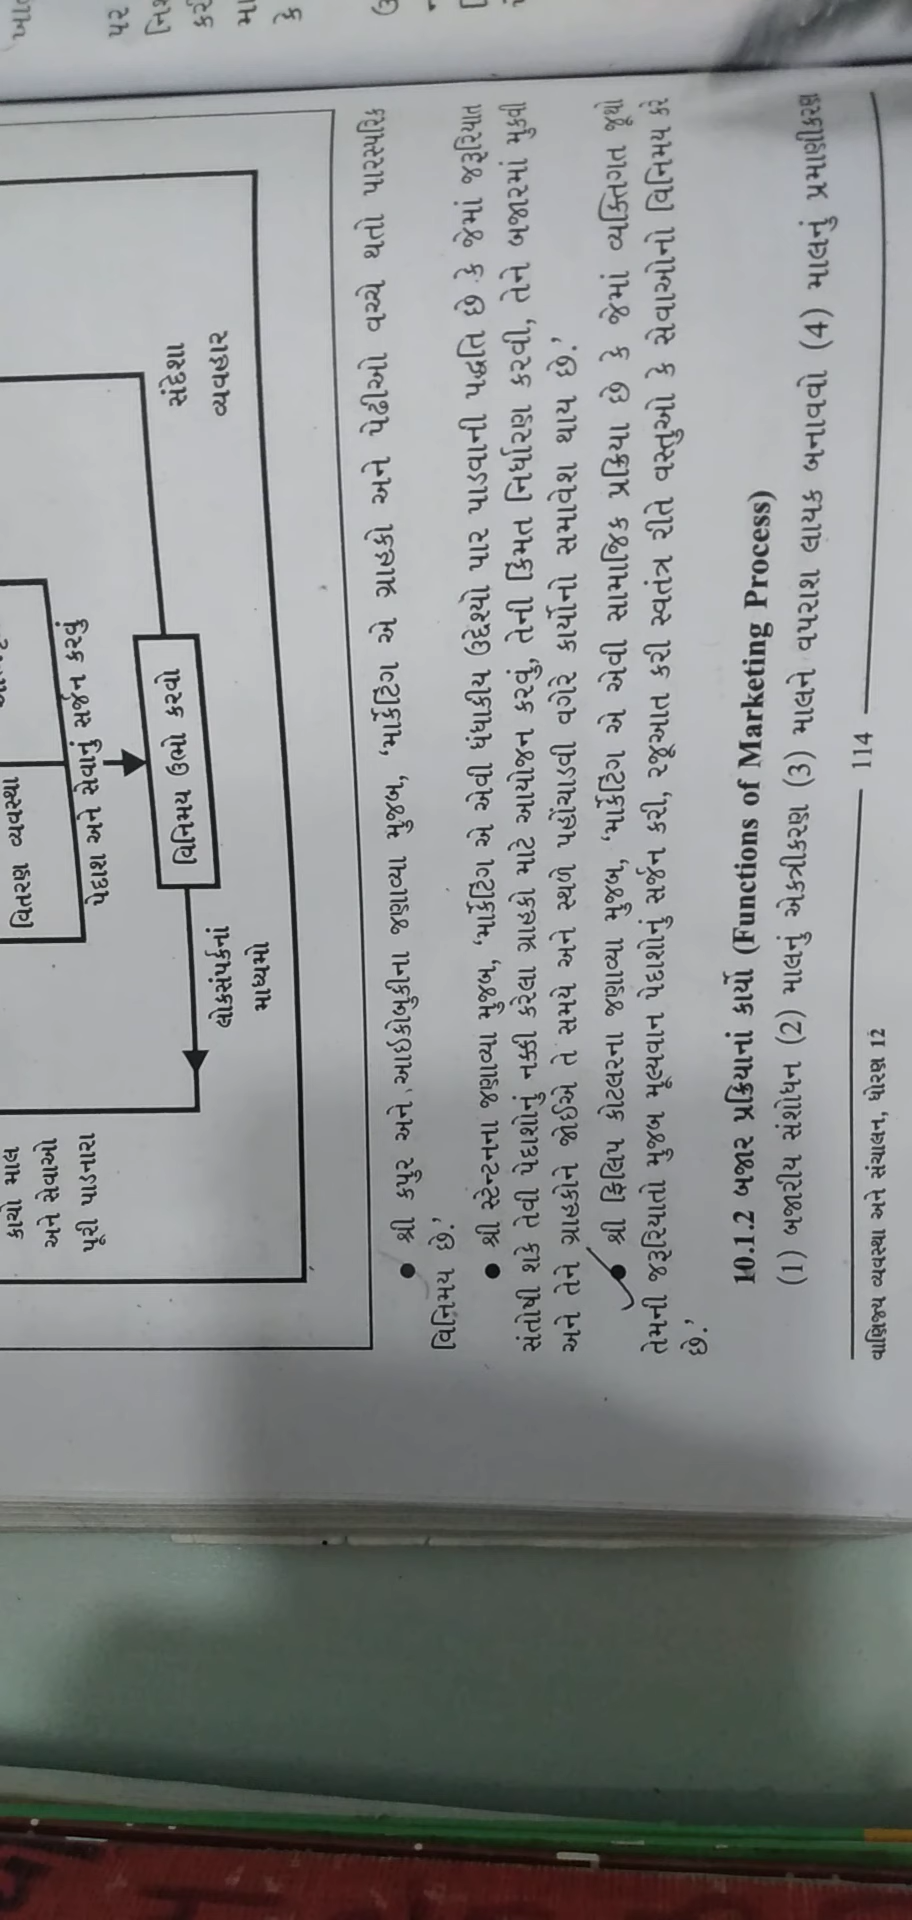 કાચો માલ
અને સેવાઓ
પૂરી પાડનારા
વિતરણ વ્યવસ્થા
પેદાશ અને સેવાનું સર્જન કરવું
વિનિમય ઉભો કરવો
લોકસંપર્કનાં
માધ્યમો
સંદેશા
વ્યવહાર
● શ્રી કપુર અને આઈકોબુકીના જણાવ્યા મુજબ, ‘માર્કેટિંગ એ ગ્રાહકો અને પેઢીઓ વચ્ચે થતો પારસ્પરિક
વિનિમય છે.’
● શ્રી સ્ટેન્ટનના જણાવ્યા મુજબ, ‘માર્કેટિંગ એ એવી ધંધાકીય ઉદ્દેશ્યો પાર પાડવાની પદ્ધતિ છે કે જેમાં જરૂરિયાત
સંતોષી શકે તેવી પેદાશોનું નક્કી કરેલા ગ્રાહકો માટે આયોજન કરવું, તેની કિંમત નિર્ધારણ કરવી, તેને બજારમાં મુકવી
અને તેને ગ્રાહકોને જોઈએ તે સમયે અને સ્થળે પહોંચાડવી વગેરે કાર્યોનો સમાવેશ થાય છે.’
● શ્રી ફિલિપ કોટલરના જણાવ્યા મુજબ, ‘માર્કેટિંગ એ એવી સામાજિક પ્રક્રિયા છે કે જેમાં વ્યક્તિગત જૂથો
તેમની જરૂરિયાતો મુજબ મૂલ્યવાન પેદાશોનું સર્જન કરી, રજૂઆત કરી સ્વતંત્ર રીતે વસ્તુઓ કે સેવાઓનો વિનિમય કરે
છે.’
10.1.2 બજાર પ્રક્રિયાનાં કાર્યો (Functions of Marketing Process)
(1) બજારીય સંશોધન (2) માલનું એકત્રીકરણ (3) માલને વપરાશ લાયક બનાવવો (4) માલનું પ્રમાણીકરણ
વાણિજ્ય વ્યવસ્થા અને સંચાલન, ધોરણ 12
114